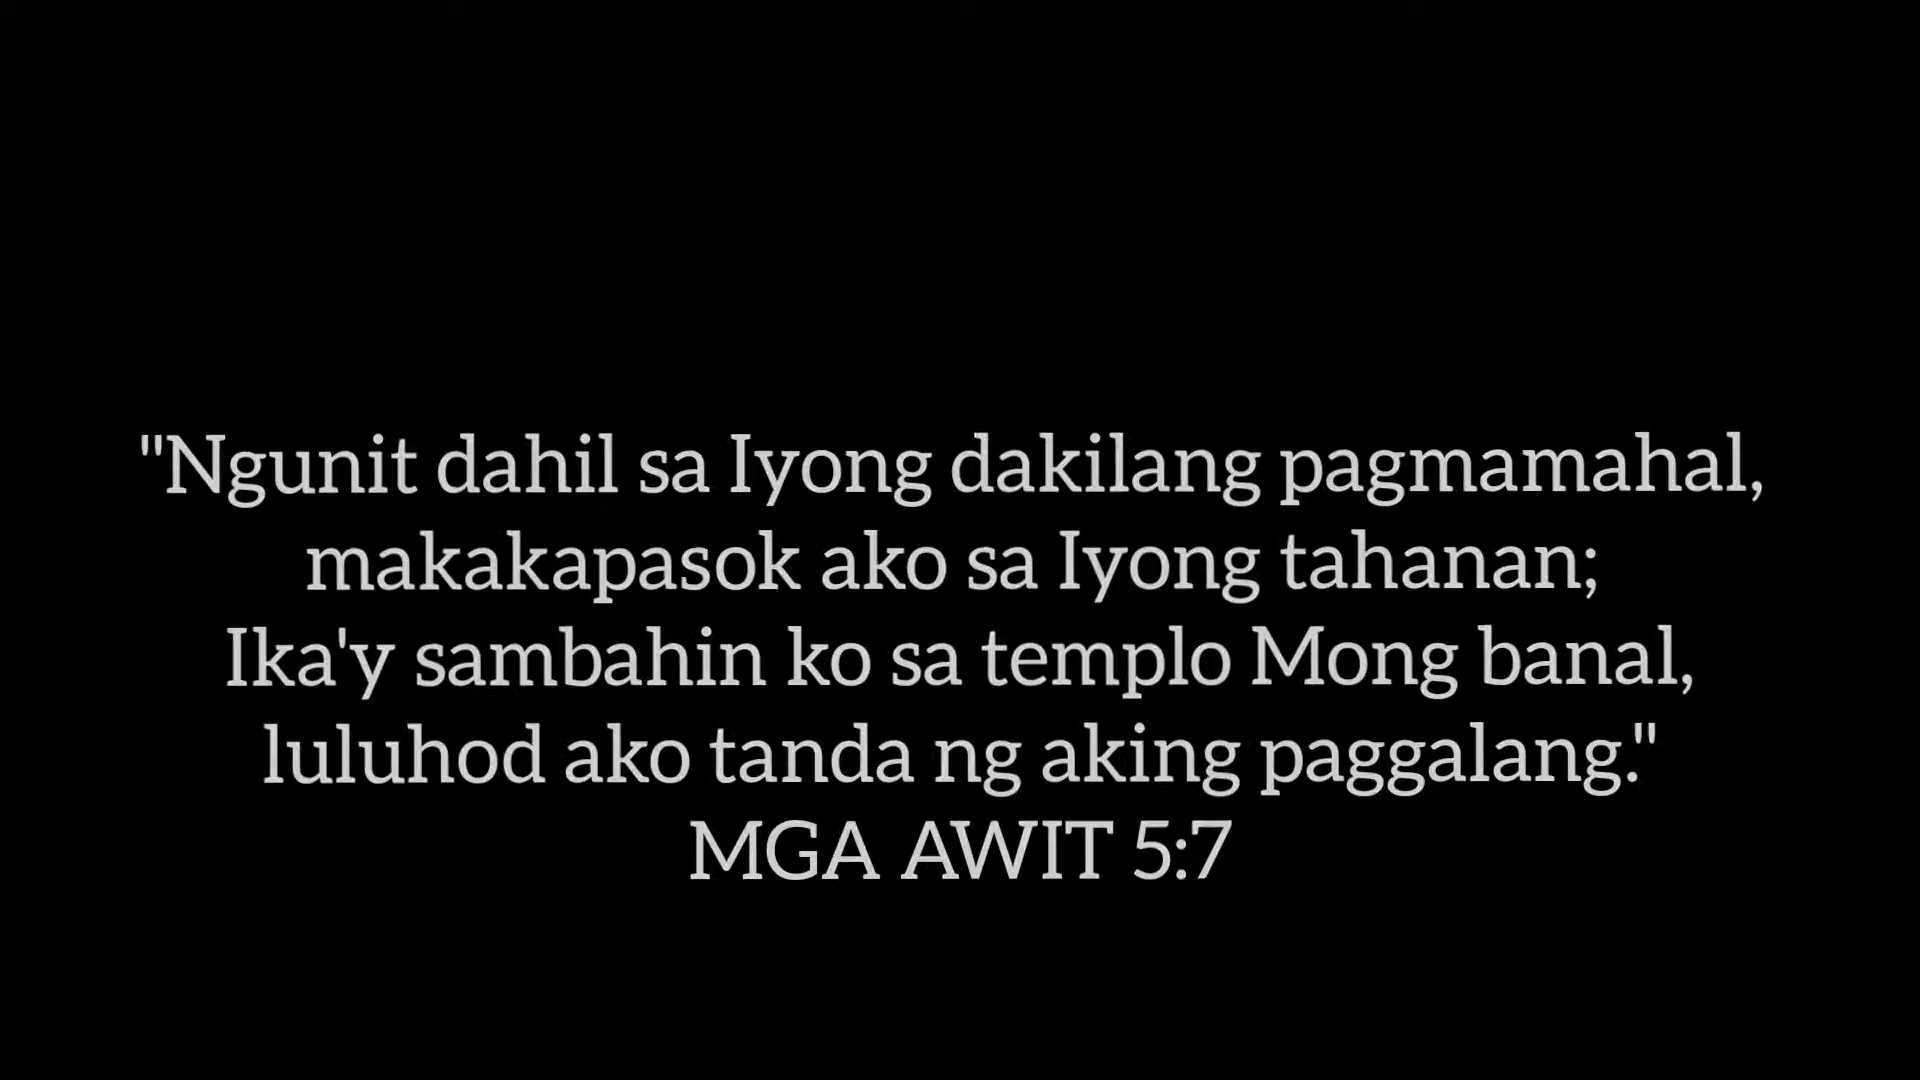 "Ngunit dahil sa Iyong dakilang pagmamahal,
makakapasok ako sa Iyong tahanan;
Ika'y sambahin ko sa templo Mong banal,
luluhod ako tanda ng aking paggalang."
MGA AWIT 5:7